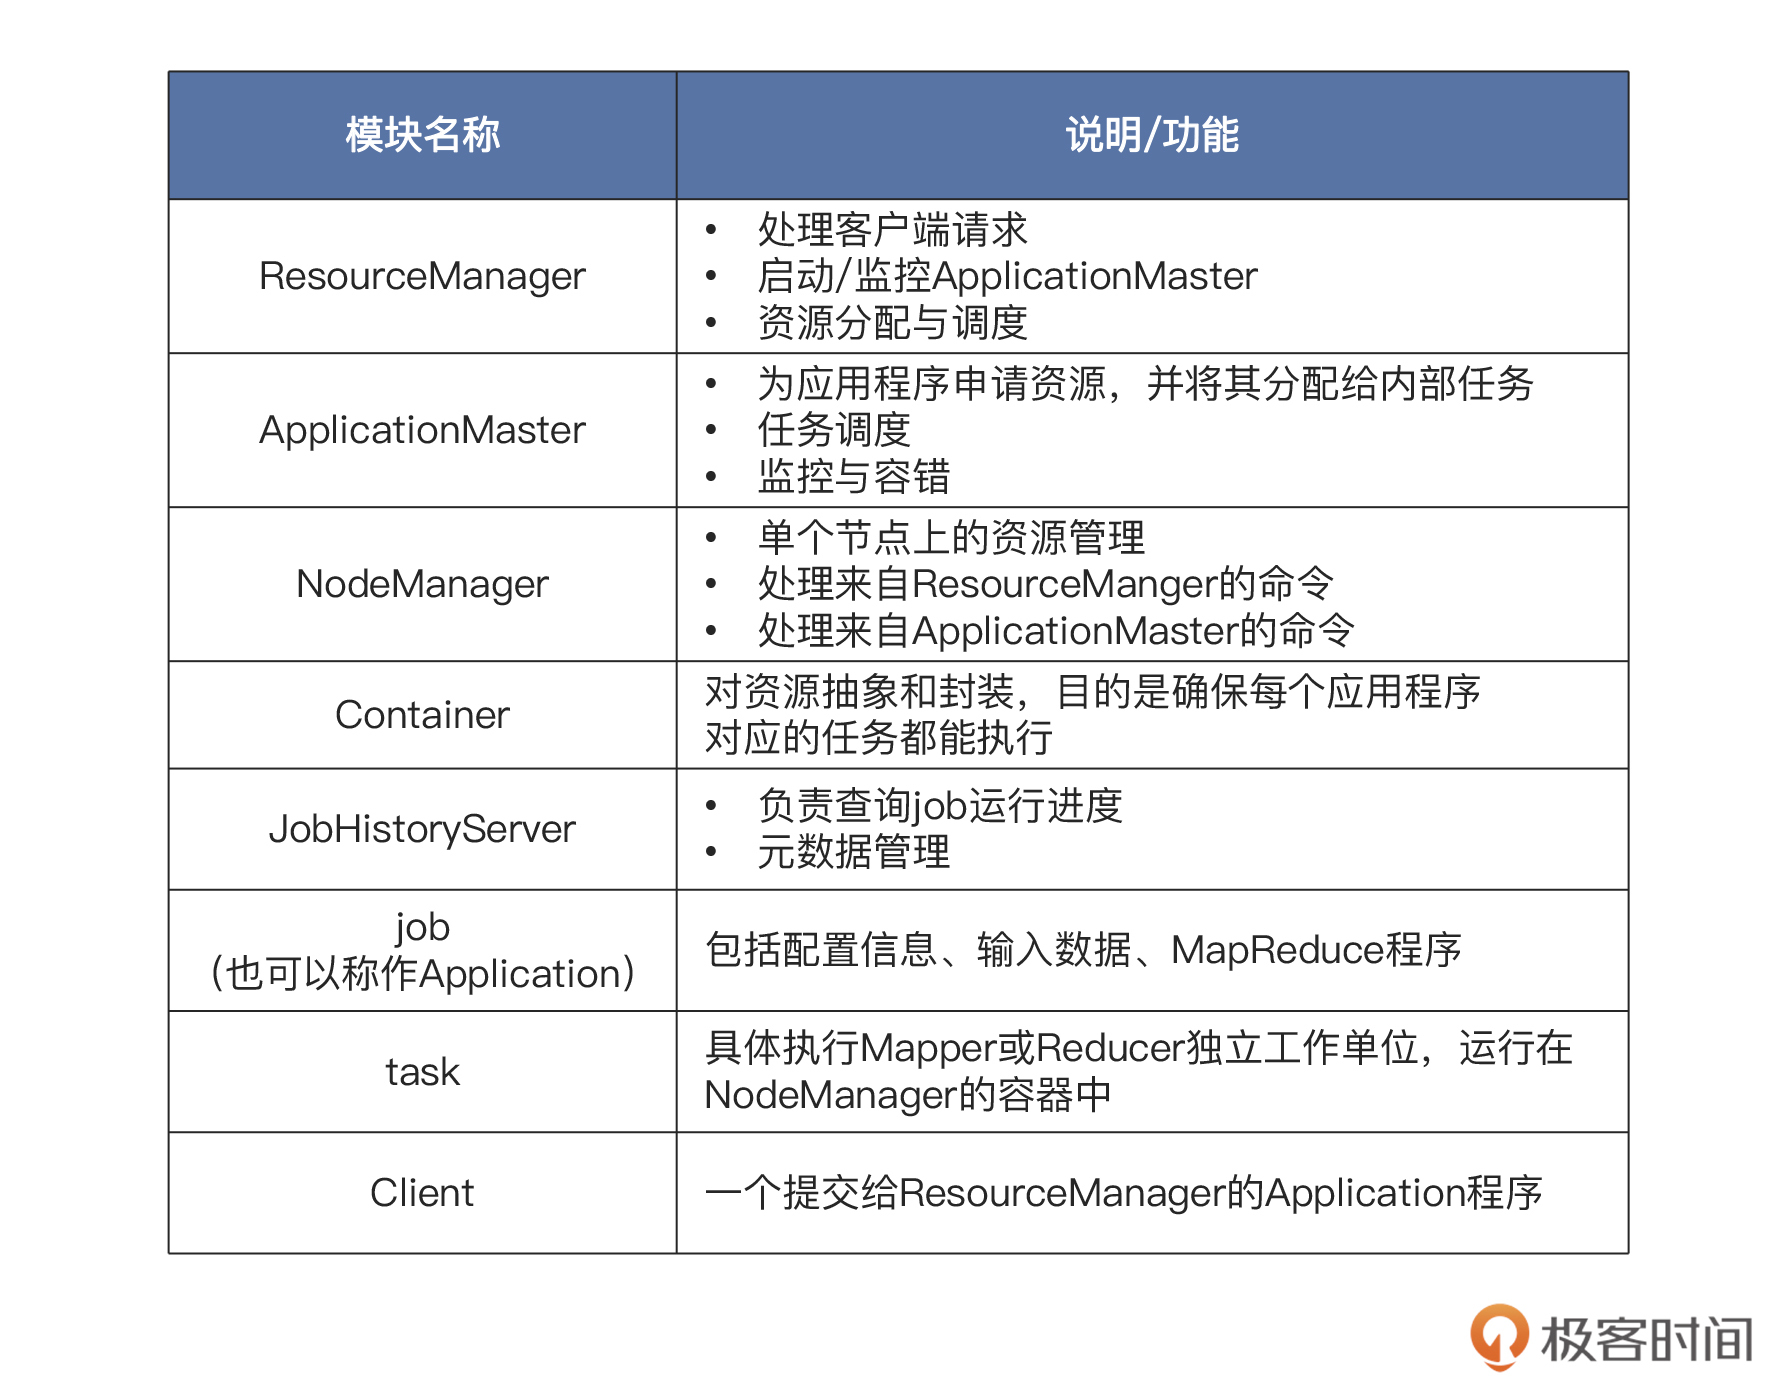 模块名称
说明/功能
ResourceManager
• 处理客户端请求
• 启动/监控ApplicationMaster
• 资源分配与调度
ApplicationMaster
• 为应用程序申请资源，并将其分配给内部任务
• 任务调度
• 监控与容错
NodeManager
• 单个节点上的资源管理
• 处理来自ResourceManger的命令
• 处理来自ApplicationMaster的命令
Container
对资源抽象和封装，目的是确保每个应用程序
对应的任务都能执行
JobHistoryServer
• 负责查询job运行进度
• 元数据管理
job
（也可以称作Application）
包括配置信息、输入数据、MapReduce程序
task
具体执行Mapper或Reducer独立工作单位，运行在
NodeManager的容器中
Client
一个提交给ResourceManager的Application程序
极客时间